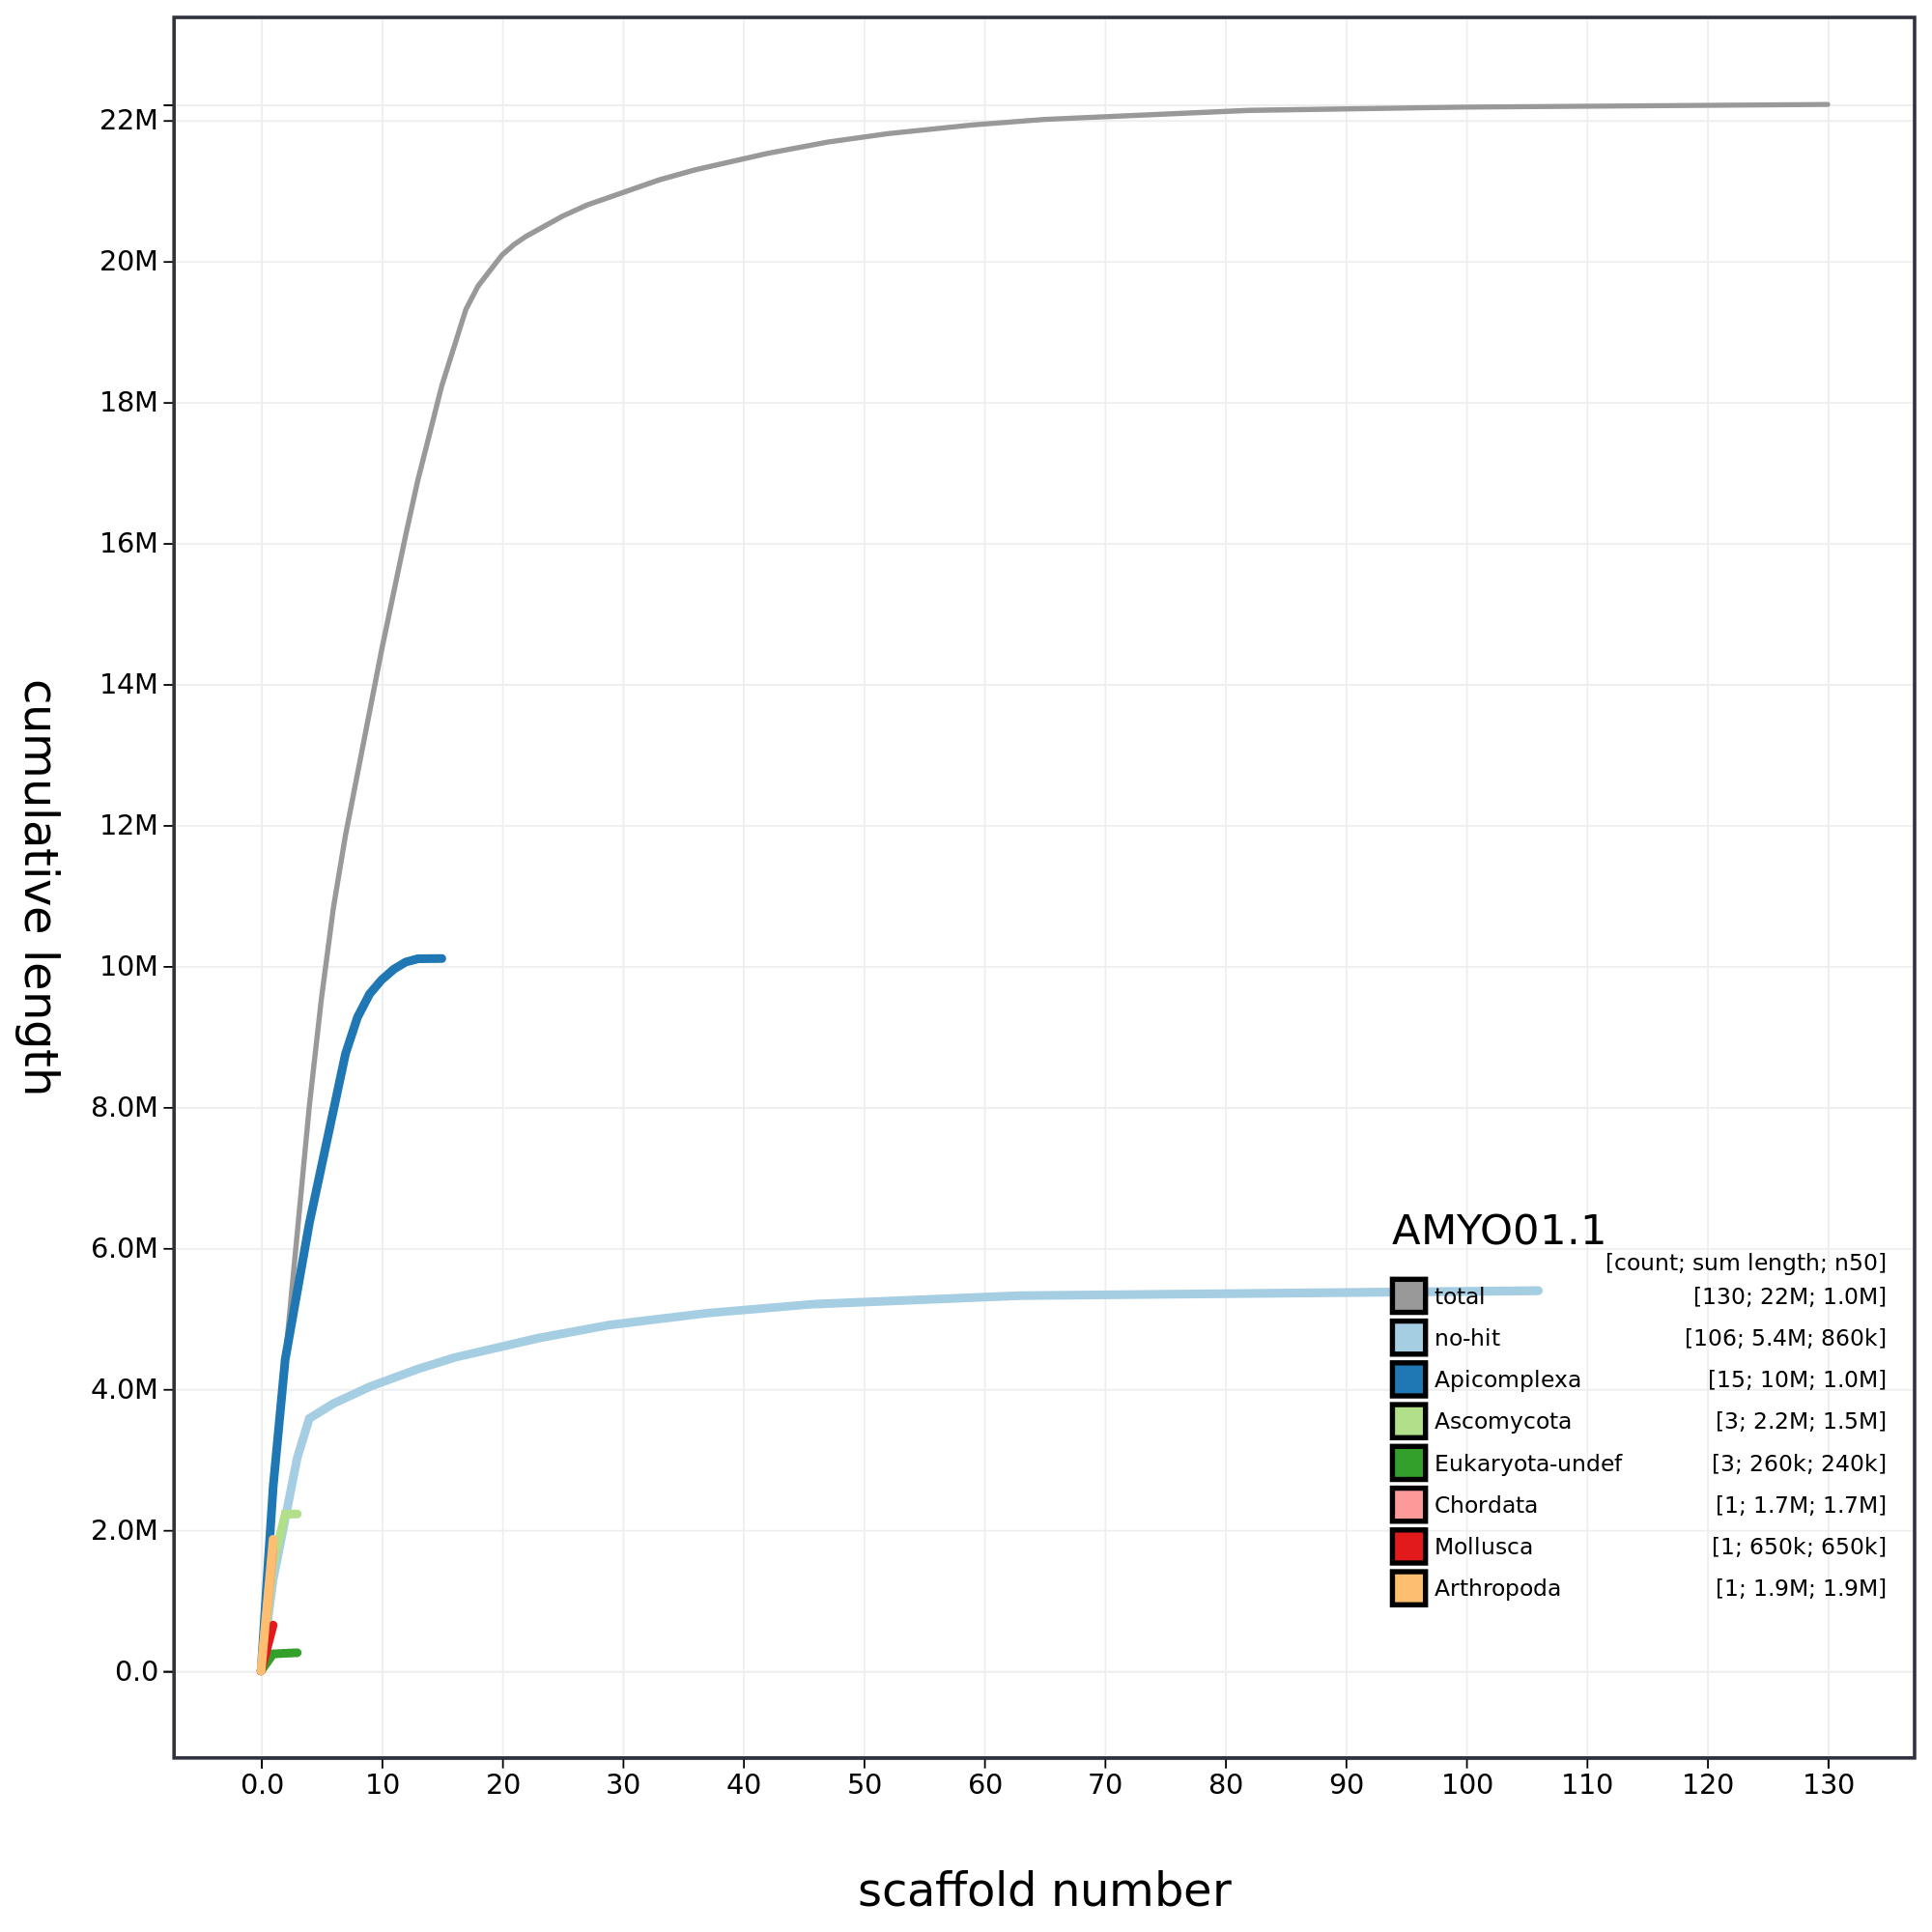 22M
20M
18M
16M
14M
12M
10M
8.0M
6.0M
4.0M
2.0M
0.0
cumulative length
AMYO01.1
[count; sum length; n50]
total [130; 22M; 1.0M]
no-hit [106; 5.4M; 860k]
Apicomplexa [15; 10M; 1.0M]
Ascomycota [3; 2.2M; 1.5M]
Eukaryota-undef [3; 260k; 240k]
Chordata [1; 1.7M; 1.7M]
Mollusca [1; 650k; 650k]
Arthropoda [1; 1.9M; 1.9M]
0.0 10 20 30 40 50 60 70 80 90 100 110 120 130
scaffold number